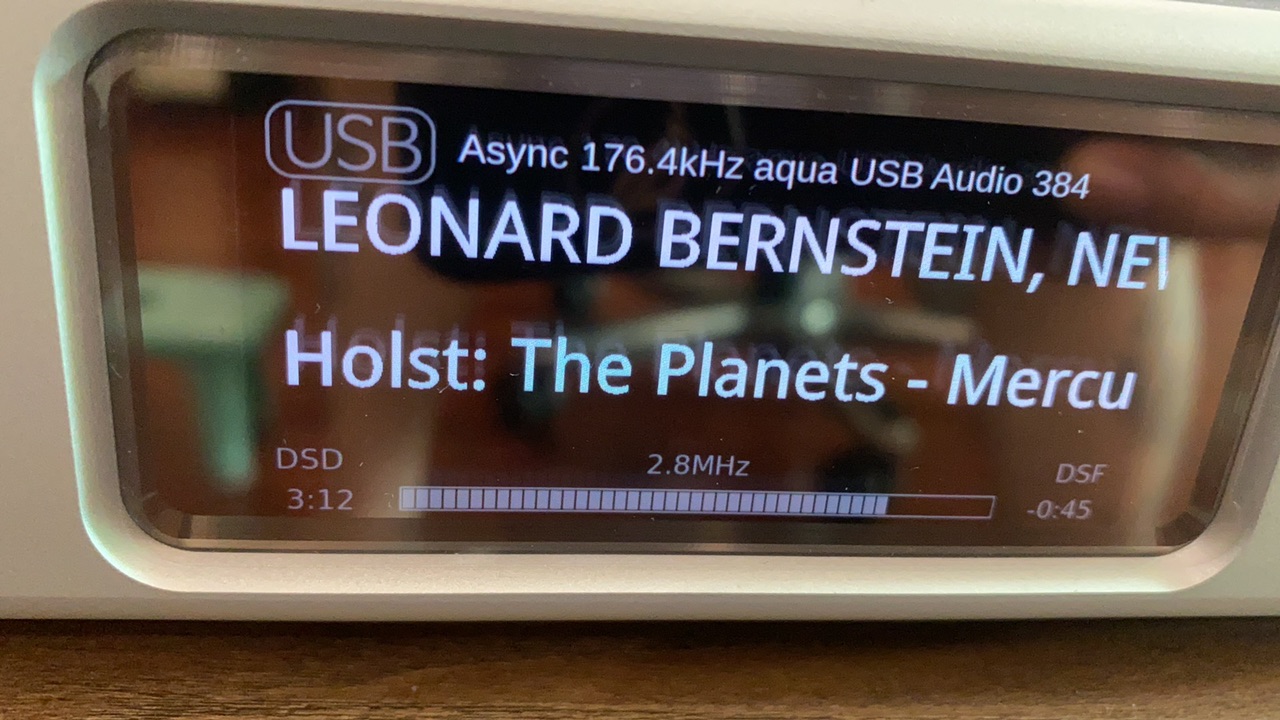 USB Async 176.4kHz aqua USB Audio 384
LEONARD BERNSTEIN, NE
Holst: The Planets - Mercu
DSD 2.8MHz DSF
3:12 -0:45